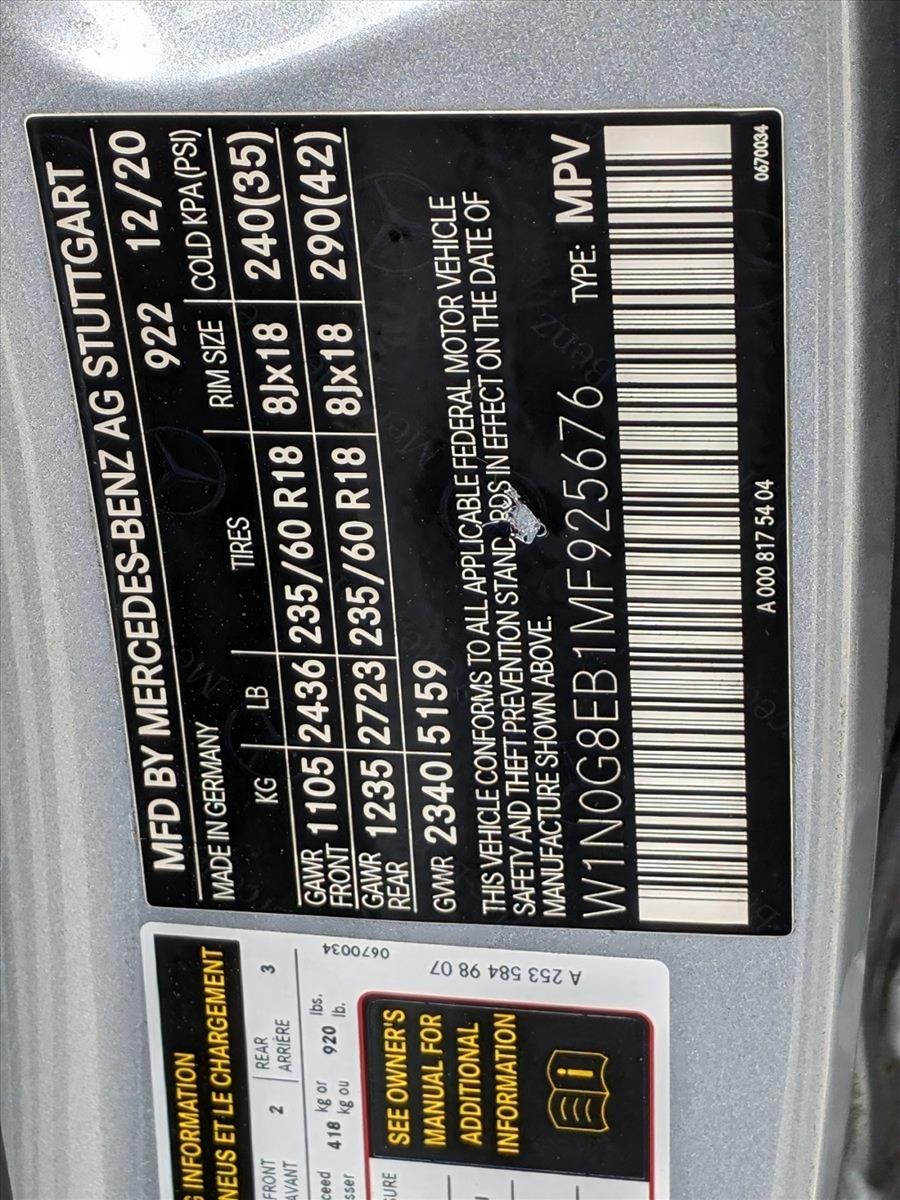 MFD BY MERCEDES-BENZ AG STUTTGART
922 12/20
MADE IN GERMANY
KG LB TIRES RIM SIZE COLD KPA(PSI)
GAWR FRONT 1105 2436 235/60 R18 8Jx18 240(35)
GAWR REAR 1235 2723 235/60 R18 8Jx18 290(42)
GVWR 2340 5159
THIS VEHICLE CONFORMS TO ALL APPLICABLE FEDERAL MOTOR VEHICLE
SAFETY AND THEFT PREVENTION STANDARDS IN EFFECT ON THE DATE OF
MANUFACTURE SHOWN ABOVE.
W1N0G8EB1MF925676 TYPE: MPV
A 000 817 54 04 0670034
INFORMATION
NEUS ET LE CHARGEMENT
FRONT 2 REAR 3
AVANT ARRIÈRE
418 kg or 920 lbs.
kg ou lb.
0670034
A 253 584 98 07
SEE OWNER'S
MANUAL FOR
ADDITIONAL
INFORMATION